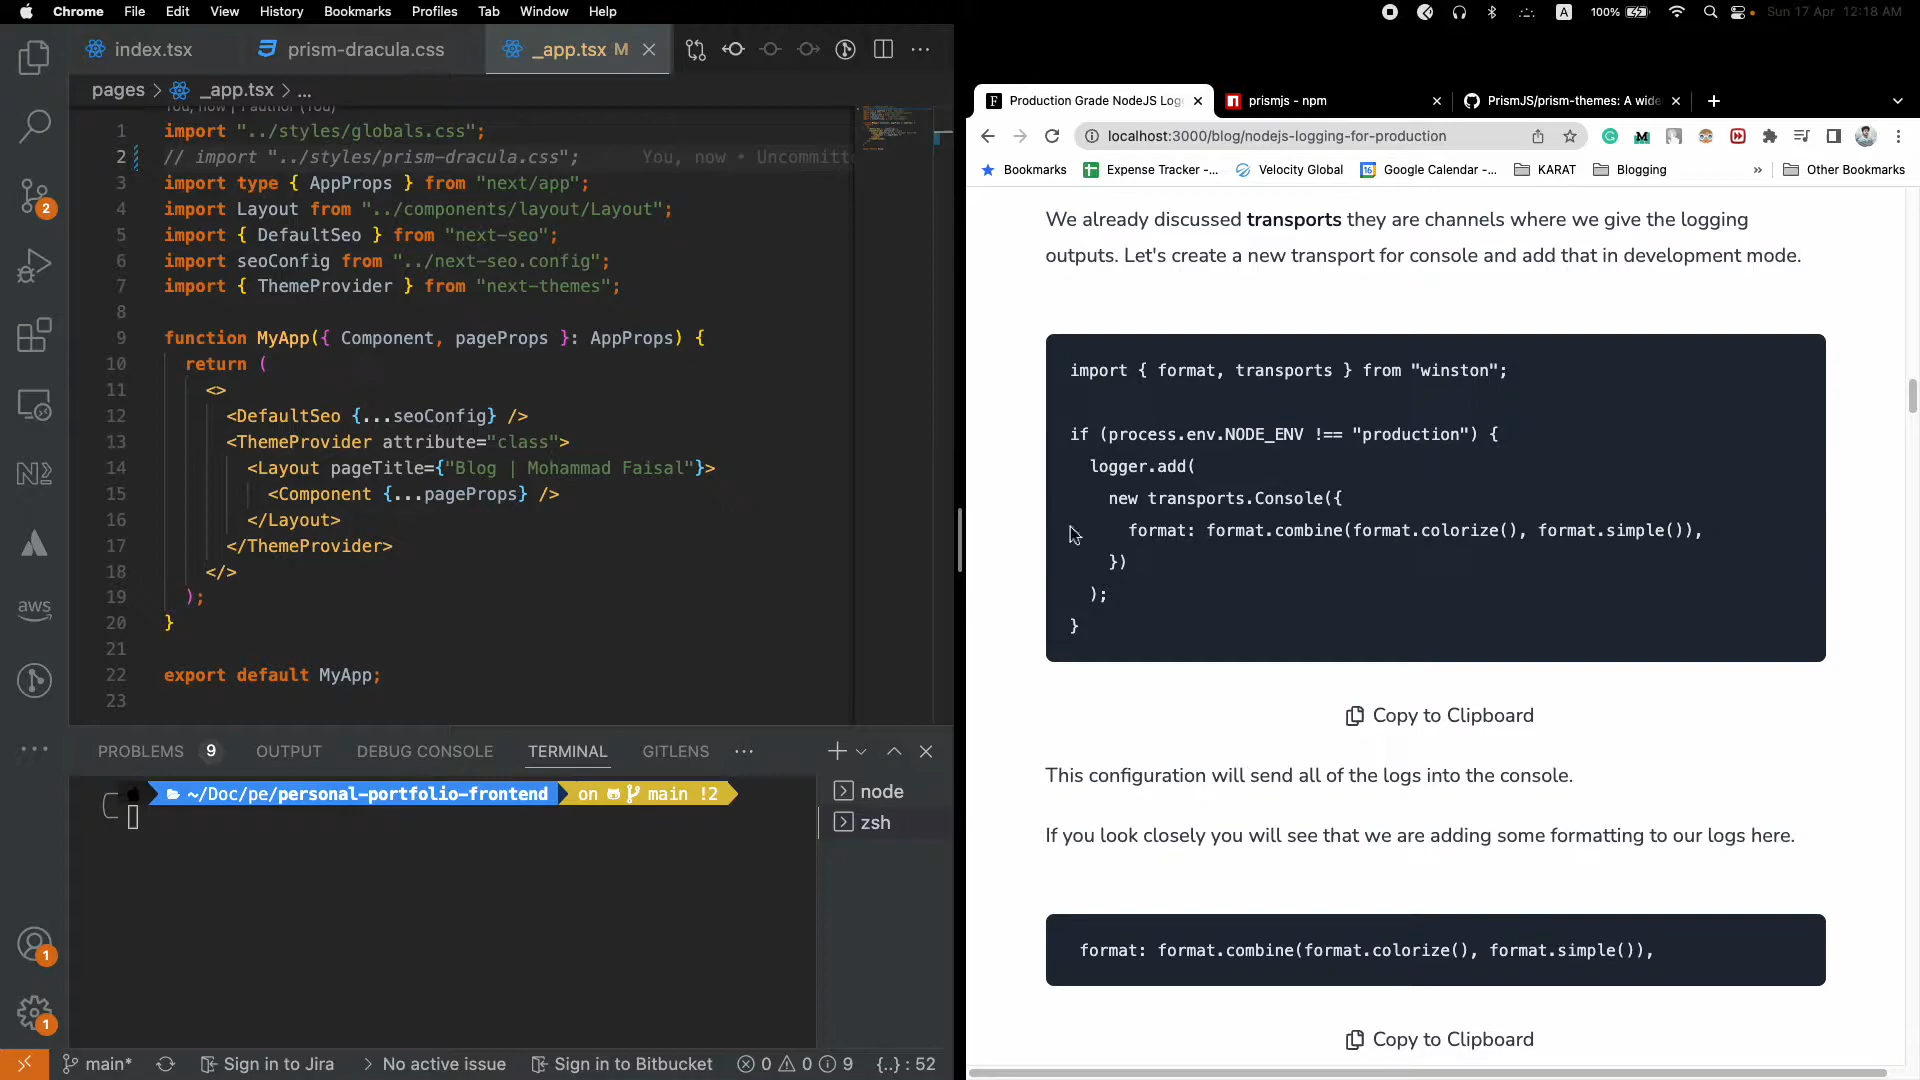 Chrome File Edit View History Bookmarks Profiles Tab Window Help
A 100% Sun 17 Apr 12:18 AM
index.tsx prism-dracula.css _app.tsx M
pages > _app.tsx > ...
You, now | 1 author (You)
1 import "../styles/globals.css";
2 // import "../styles/prism-dracula.css"; You, now • Uncommitt
3 import type { AppProps } from "next/app";
4 import Layout from "../components/layout/Layout";
5 import { DefaultSeo } from "next-seo";
6 import seoConfig from "../next-seo.config";
7 import { ThemeProvider } from "next-themes";
8
9 function MyApp({ Component, pageProps }: AppProps) {
10 return (
11 <>
12 <DefaultSeo {...seoConfig} />
13 <ThemeProvider attribute="class">
14 <Layout pageTitle={"Blog | Mohammad Faisal"}>
15 <Component {...pageProps} />
16 </Layout>
17 </ThemeProvider>
18 </>
19 );
20 }
21
22 export default MyApp;
23
2
N2
aws
1
1
PROBLEMS 9 OUTPUT DEBUG CONSOLE TERMINAL GITLENS ...
~/Doc/pe/personal-portfolio-frontend on main !2
node
zsh
main* Sign in to Jira > No active issue Sign in to Bitbucket 0 0 9 {..} : 52
F Production Grade NodeJS Log prismjs - npm PrismJS/prism-themes: A wide
localhost:3000/blog/nodejs-logging-for-production
Bookmarks Expense Tracker -... Velocity Global 16 Google Calendar -... KARAT Blogging » Other Bookmarks
We already discussed transports they are channels where we give the logging
outputs. Let's create a new transport for console and add that in development mode.
import { format, transports } from "winston";
if (process.env.NODE_ENV !== "production") {
logger.add(
new transports.Console({
format: format.combine(format.colorize(), format.simple()),
})
);
}
Copy to Clipboard
This configuration will send all of the logs into the console.
If you look closely you will see that we are adding some formatting to our logs here.
format: format.combine(format.colorize(), format.simple()),
Copy to Clipboard